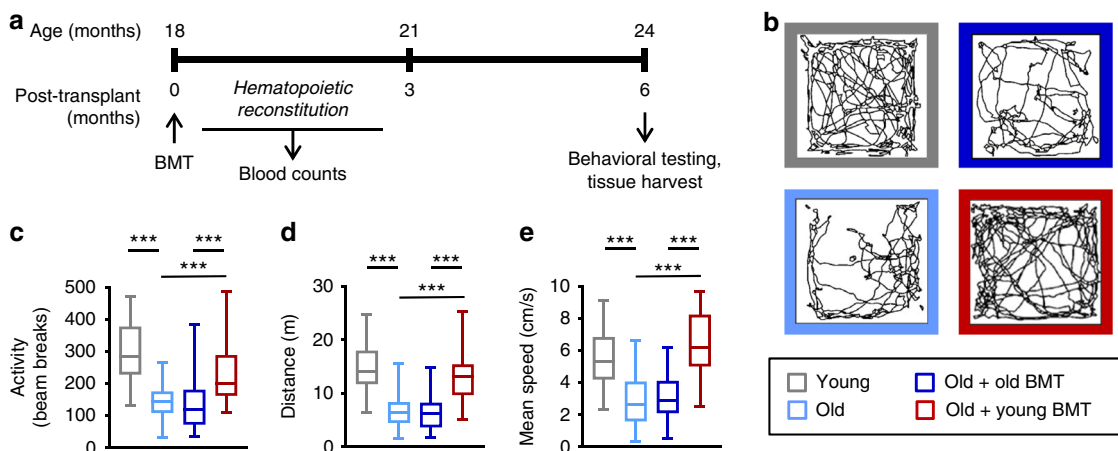 a
Age (months) 18 21 24
Post-transplant (months) 0 3 6
Hematopoietic reconstitution
BMT
Blood counts
Behavioral testing,
tissue harvest
b
c
*** ***
***
500
400
300
200
100
0
Activity
(beam breaks)
d
*** ***
***
30
20
10
0
Distance (m)
e
*** ***
***
10
8
6
4
2
0
Mean speed (cm/s)
Young
Old
Old + old BMT
Old + young BMT